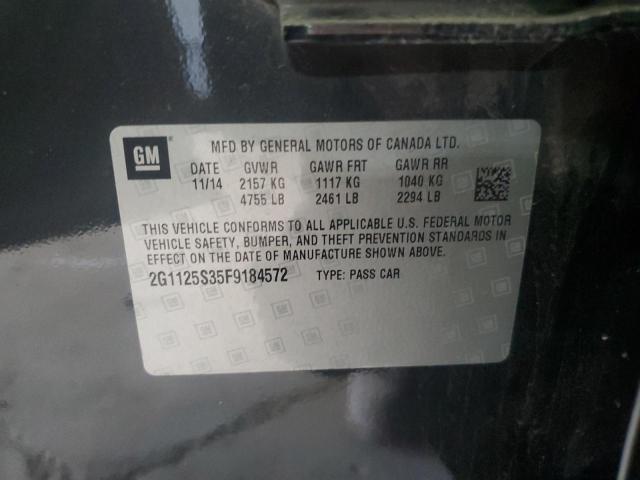 GM
MFD BY GENERAL MOTORS OF CANADA LTD.
DATE GVWR GAWR FRT GAWR RR
11/14 2157 KG 1117 KG 1040 KG
4755 LB 2461 LB 2294 LB
THIS VEHICLE CONFORMS TO ALL APPLICABLE U.S. FEDERAL MOTOR
VEHICLE SAFETY, BUMPER, AND THEFT PREVENTION STANDARDS IN
EFFECT ON THE DATE OF MANUFACTURE SHOWN ABOVE.
2G1125S35F9184572 TYPE: PASS CAR